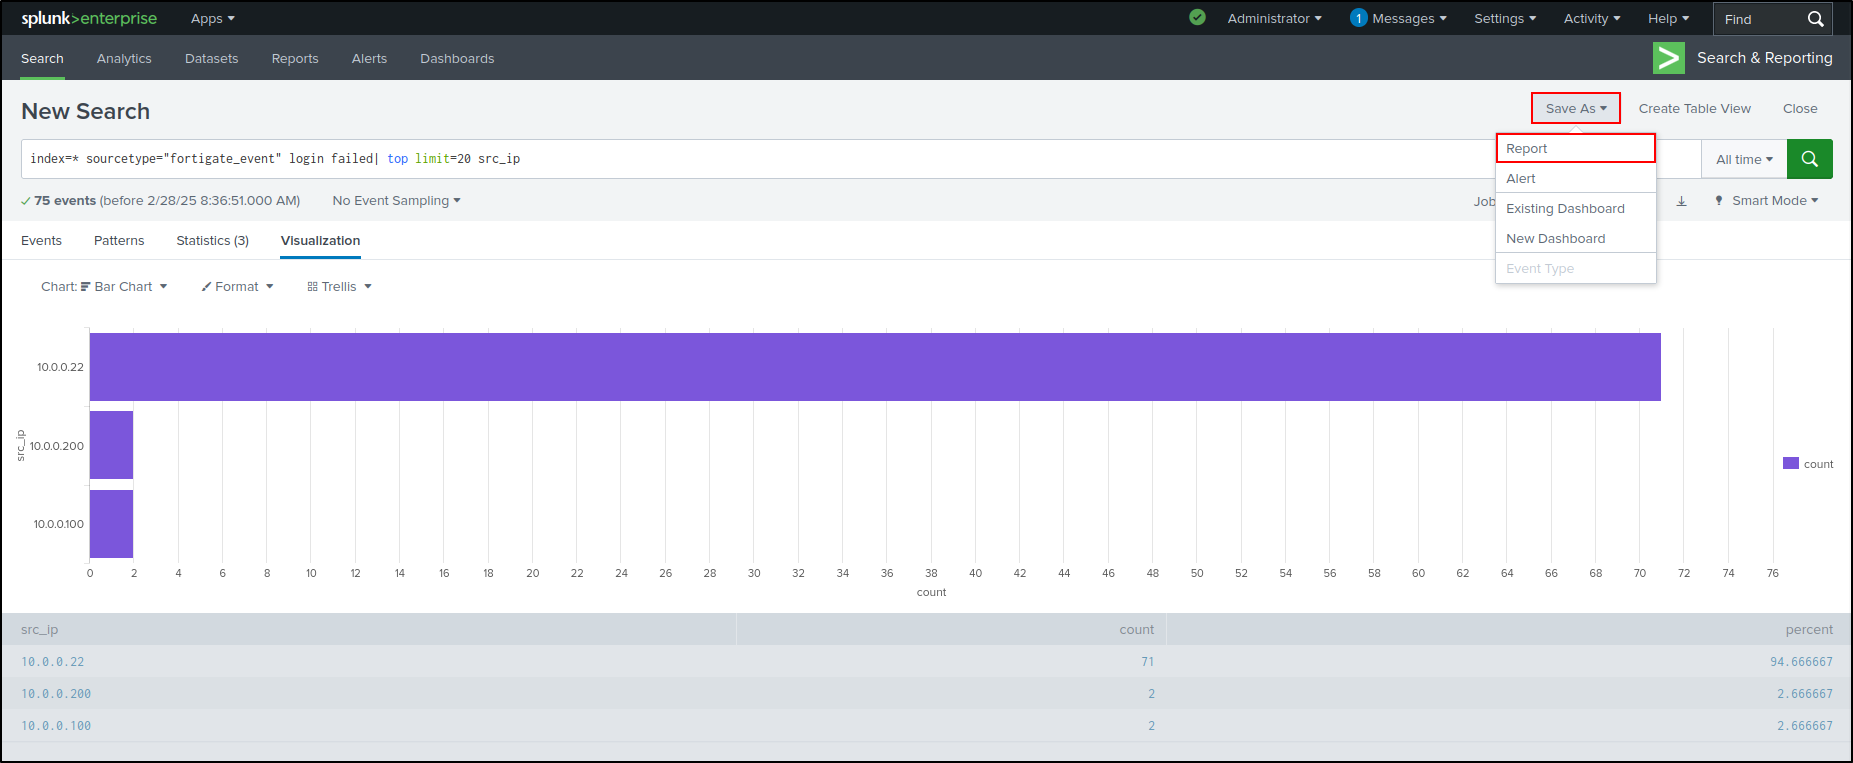 splunk>enterprise Apps Administrator 1 Messages Settings Activity Help Find
Search Analytics Datasets Reports Alerts Dashboards Search & Reporting
New Search Save As Create Table View Close
Report
index=* sourcetype="fortigate_event" login failed| top limit=20 src_ip All time
Alert
75 events (before 2/28/25 8:36:51.000 AM) No Event Sampling Job Smart Mode
Existing Dashboard
New Dashboard
Event Type
Events Patterns Statistics (3) Visualization
Chart: Bar Chart Format Trellis
10.0.0.22
src_ip
10.0.0.200
count
10.0.0.100
0 2 4 6 8 10 12 14 16 18 20 22 24 26 28 30 32 34 36 38 40 42 44 46 48 50 52 54 56 58 60 62 64 66 68 70 72 74 76
count
src_ip count percent
10.0.0.22 71 94.666667
10.0.0.200 2 2.666667
10.0.0.100 2 2.666667